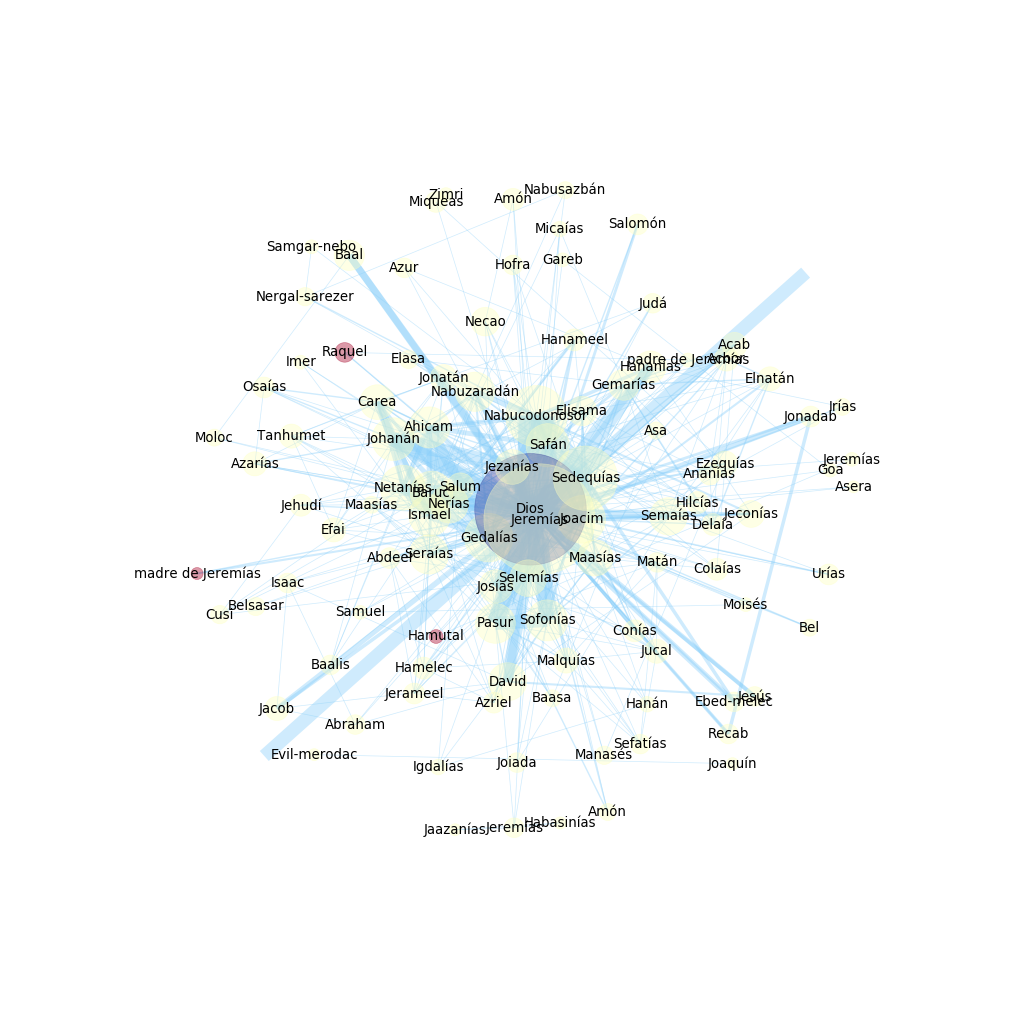 Nabusazbán
Zimri
Amón
Miqueas
Salomón
Micaías
Samgar-nebo
Baal
Gareb
Hofra
Azur
Nergal-sarezer
Judá
Necao
Hanameel
Acab
Raquel
Elasa
padre de Jeremías
Acbor
Imer
Hananías
Jonatán
Elnatán
Gemarías
Osaías
Nabuzaradán
Carea
Irías
Elisama
Nabucodonosor
Jonadab
Ahicam
Asa
Tanhumet
Moloc
Johanán
Safán
Jeremías
Azarías
Ezequías
Jezanías
Goa
Ananías
Sedequías
Netanías
Salum
Asera
Baruc
Hilcías
Jehudí
Maasías
Nerías
Dios
Ismael
Semaías
Jeconías
Jeremías
Joacim
Delaía
Efai
Gedalías
Seraías
Abdeel
Maasías
Matán
Colaías
madre de Jeremías
Urías
Selemías
Isaac
Josías
Belsasar
Moisés
Cusi
Samuel
Sofonías
Pasur
Bel
Conías
Hamutal
Jucal
Malquías
Baalis
Hamelec
David
Jerameel
Jesús
Baasa
Ebed-melec
Azriel
Hanán
Jacob
Abraham
Recab
Sefatías
Evil-merodac
Manasés
Joiada
Joaquín
Igdalías
Amón
Habasinías
Jeremías
Jaazanías